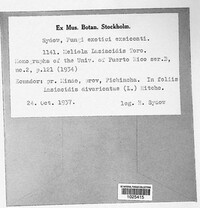 Ex Mus. Botan. Stockholm.
Sydow, Fungi exotici exsiccati.
1141. Meliola Lasiacidis Toro.
Monographs of the Univ. of Puerto Rico ser.B,
no.2, p.121 (1934)
Ecuador: pr. Mindo, prov, Pichincha. In foliis
Lasiacidis divaricatae (L.) Hitchc.
24. Oct. 1937. leg. H. Sydow
1025415